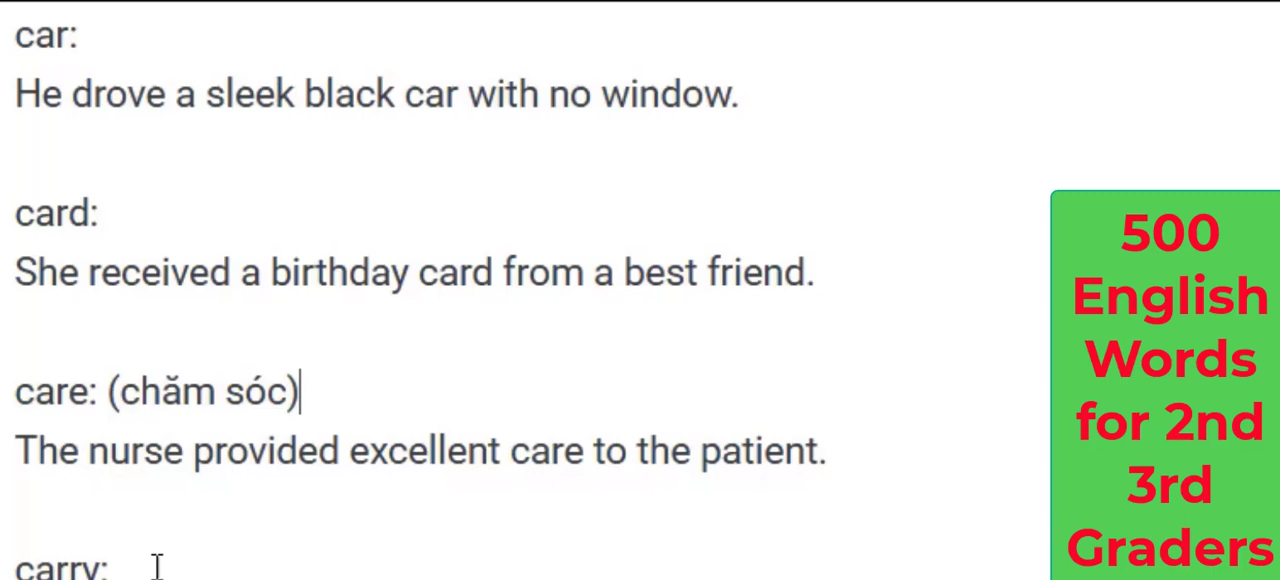 car:
He drove a sleek black car with no window.
card:
She received a birthday card from a best friend.
care: (chăm sóc)
The nurse provided excellent care to the patient.
carry:
500
English
Words
for 2nd
3rd
Graders